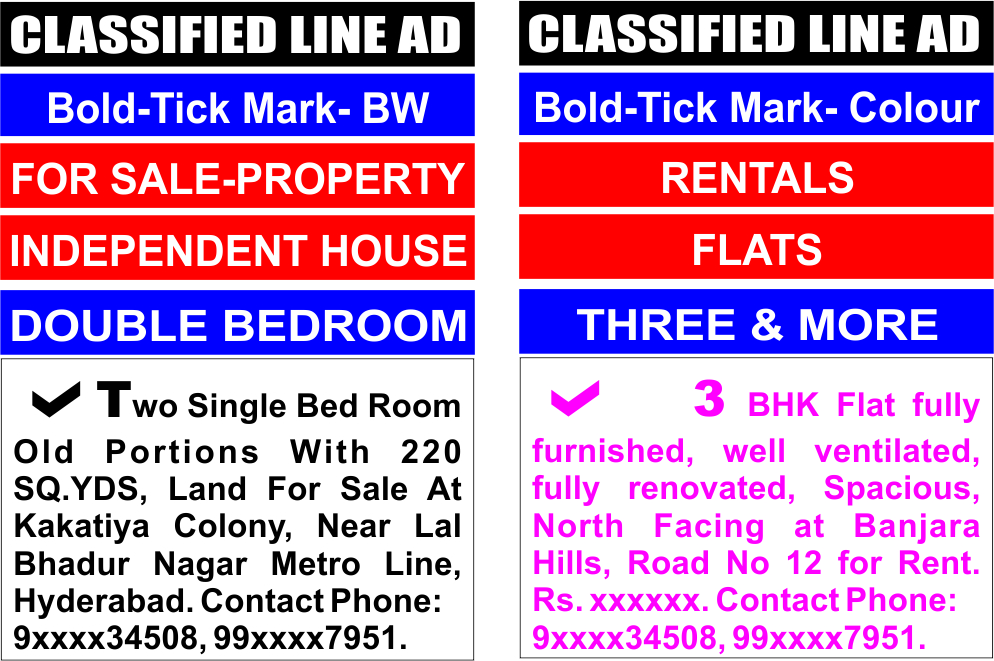 CLASSIFIED LINE AD
Bold-Tick Mark- BW
FOR SALE-PROPERTY
INDEPENDENT HOUSE
DOUBLE BEDROOM
Two Single Bed Room
Old Portions With 220
SQ.YDS, Land For Sale At
Kakatiya Colony, Near Lal
Bhadur Nagar Metro Line,
Hyderabad. Contact Phone:
9xxxx34508, 99xxxx7951.
CLASSIFIED LINE AD
Bold-Tick Mark- Colour
RENTALS
FLATS
THREE & MORE
3 BHK Flat fully
furnished, well ventilated,
fully renovated, Spacious,
North Facing at Banjara
Hills, Road No 12 for Rent.
Rs. xxxxxx. Contact Phone:
9xxxx34508, 99xxxx7951.